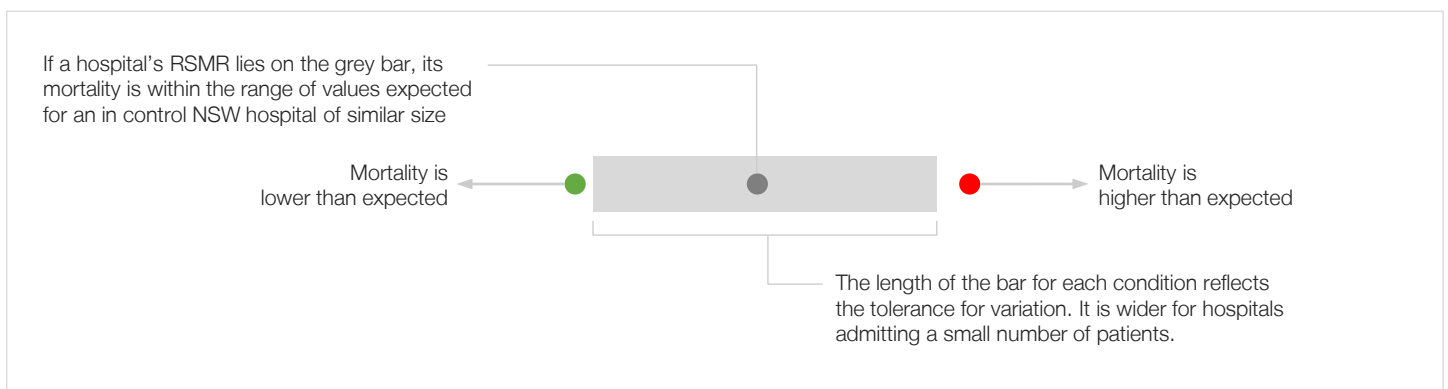 If a hospital's RSMR lies on the grey bar, its
mortality is within the range of values expected
for an in control NSW hospital of similar size
Mortality is
lower than expected
Mortality is
higher than expected
The length of the bar for each condition reflects
the tolerance for variation. It is wider for hospitals
admitting a small number of patients.